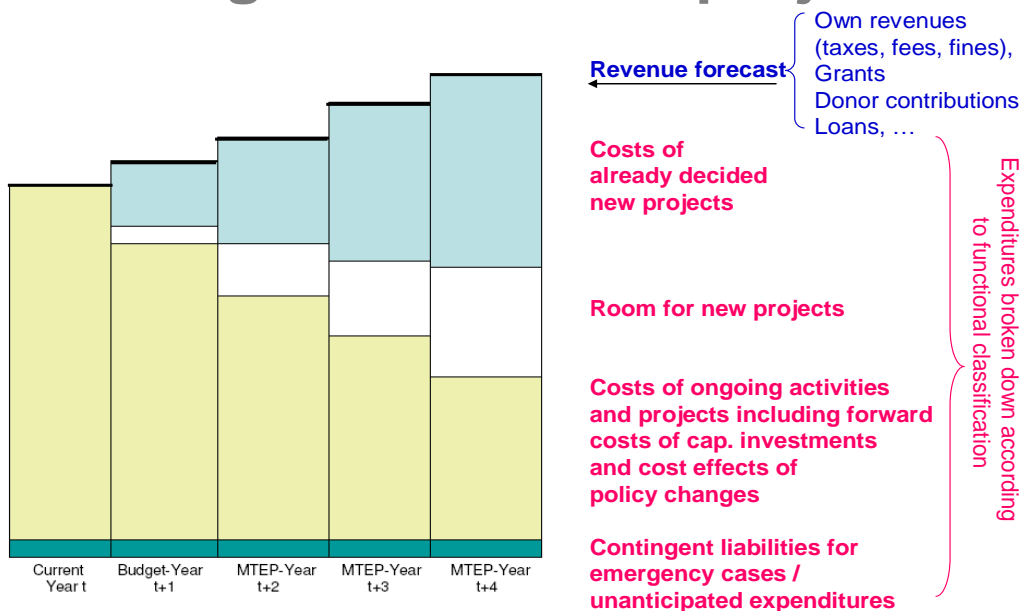 Own revenues
(taxes, fees, fines),
Revenue forecast
Grants
Donor contributions
Loans, …
Costs of
already decided
new projects
Room for new projects
Costs of ongoing activities
and projects including forward
costs of cap. investments
and cost effects of
policy changes
Contingent liabilities for
emergency cases /
unanticipated expenditures
Expenditures broken down according
to functional classification
Current
Year t
Budget-Year
t+1
MTEP-Year
t+2
MTEP-Year
t+3
MTEP-Year
t+4